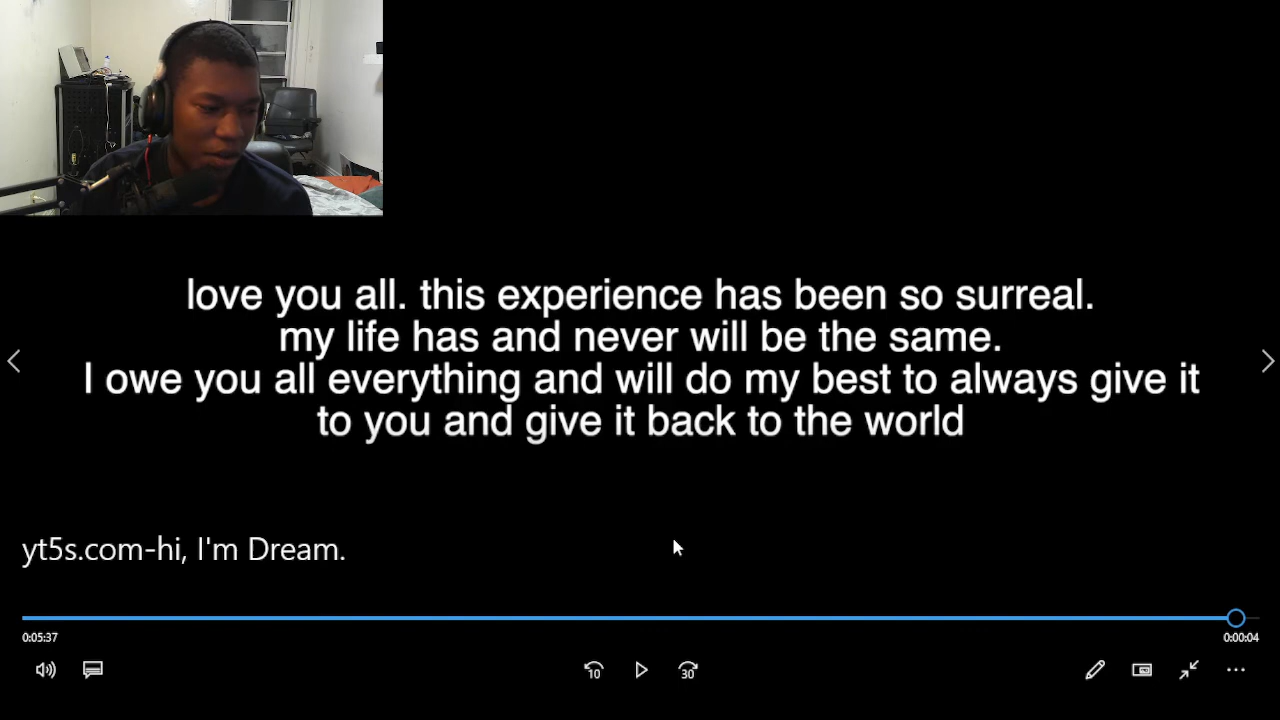 love you all. this experience has been so surreal.
my life has and never will be the same.
I owe you all everything and will do my best to always give it
to you and give it back to the world
yt5s.com-hi, I'm Dream.
0:05:37
0:00:04
10
30